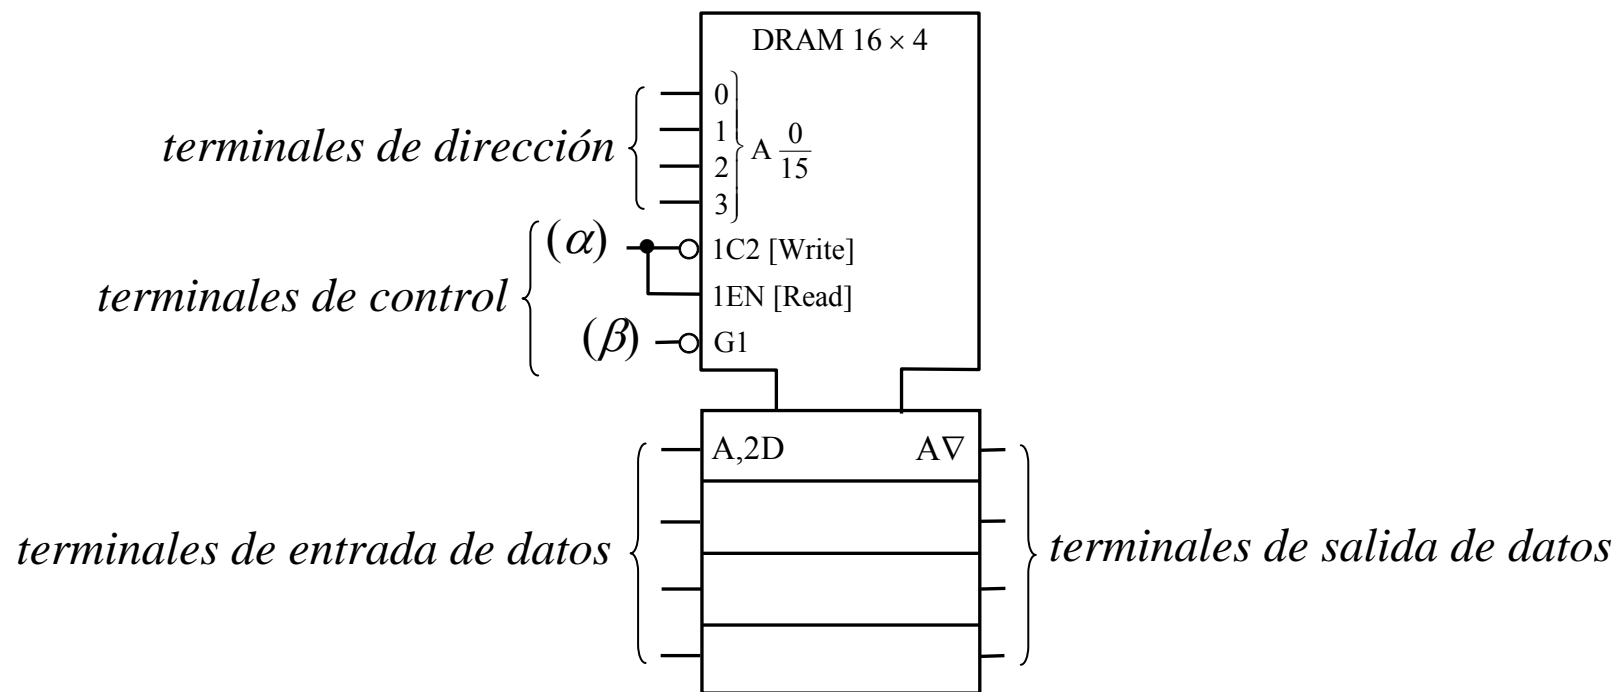 DRAM 16 × 4
terminales de dirección
0
1
2
3
A 0/15
(α)
1C2 [Write]
terminales de control
1EN [Read]
(β)
G1
A,2D
A∇
terminales de entrada de datos
terminales de salida de datos